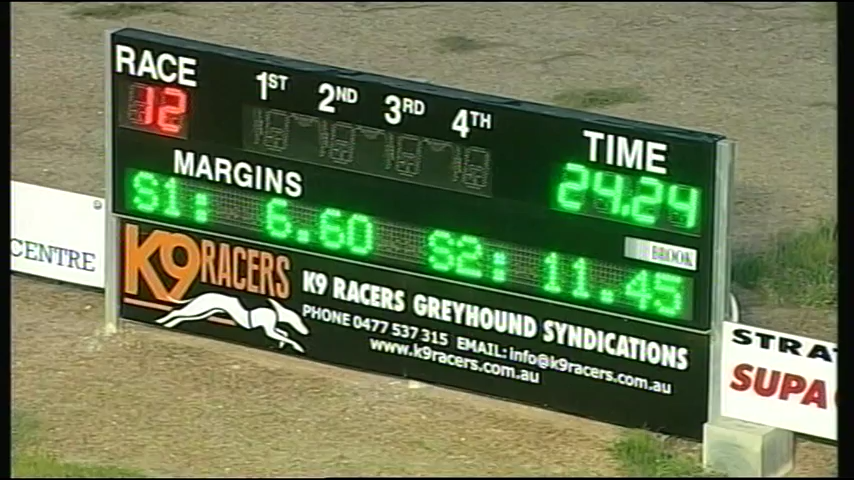 RACE 1ST 2ND 3RD 4TH TIME
12 24.24
MARGINS
S1: 6.60 S2: 11.45
BROOK
K9 RACERS
K9 RACERS GREYHOUND SYNDICATIONS
PHONE 0477 537 315 EMAIL: info@k9racers.com.au
www.k9racers.com.au
CENTRE
STRATA
SUPA